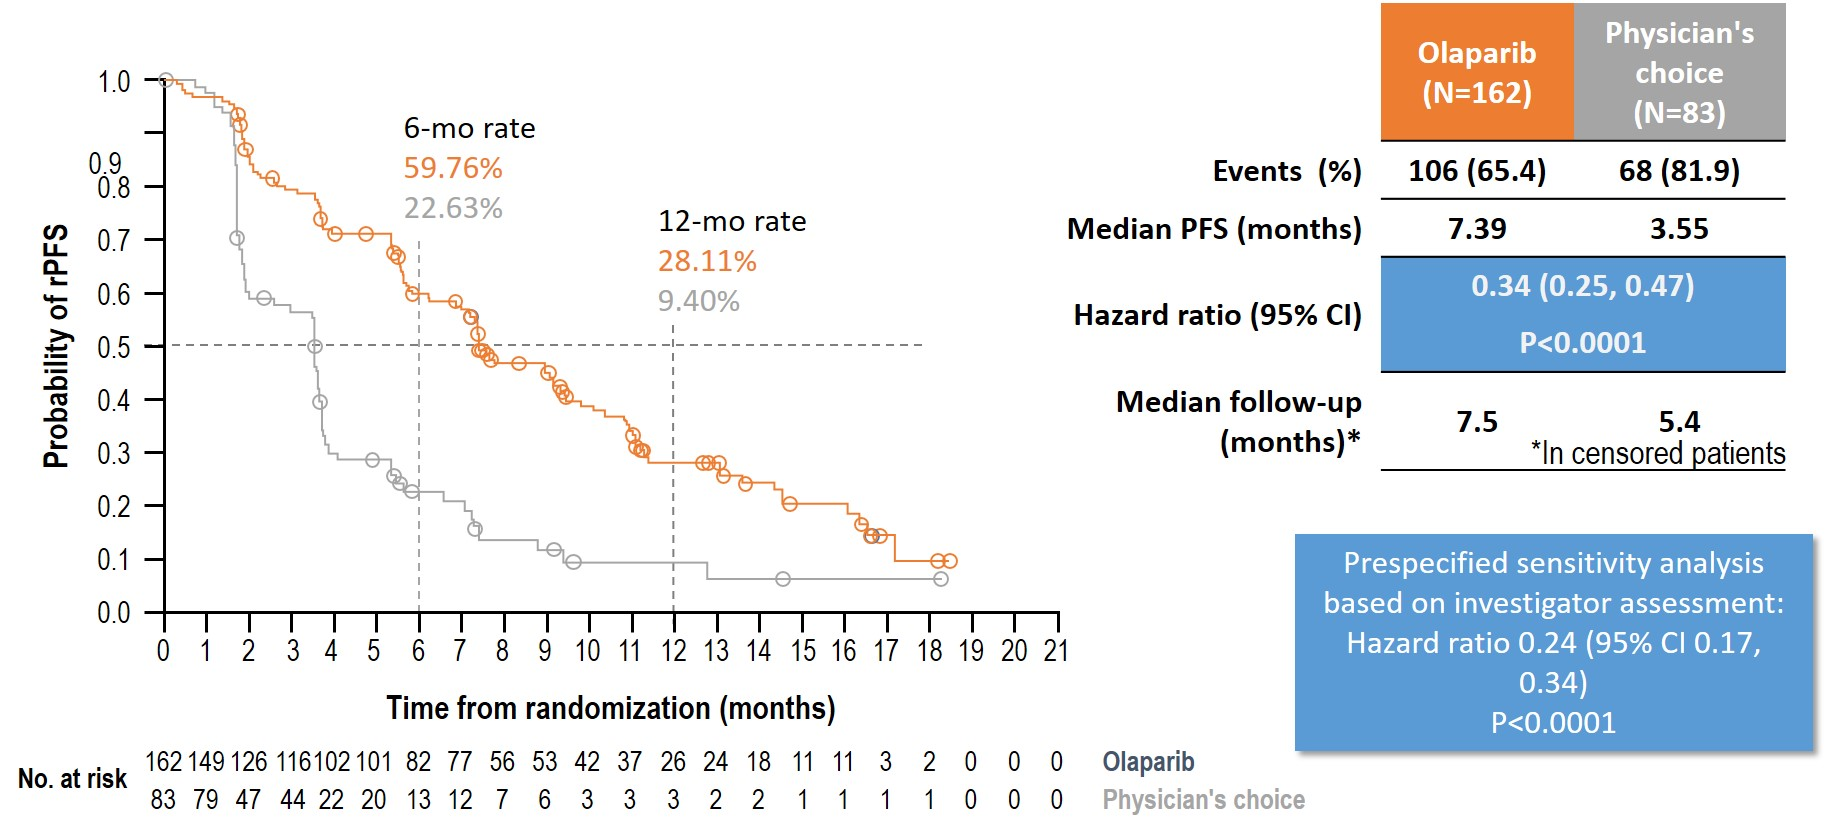 1.0
0.9
0.8
0.7
0.6
0.5
0.4
0.3
0.2
0.1
0.0
Probability of rPFS
6-mo rate
59.76%
22.63%
12-mo rate
28.11%
9.40%
0 1 2 3 4 5 6 7 8 9 10 11 12 13 14 15 16 17 18 19 20 21
Time from randomization (months)
No. at risk
162 149 126 116 102 101 82 77 56 53 42 37 26 24 18 11 11 3 2 0 0 0 Olaparib
83 79 47 44 22 20 13 12 7 6 3 3 3 2 2 1 1 1 1 0 0 0 Physician's choice
Olaparib
(N=162)
Physician's
choice
(N=83)
Events (%) 106 (65.4) 68 (81.9)
Median PFS (months) 7.39 3.55
Hazard ratio (95% CI)
0.34 (0.25, 0.47)
P<0.0001
Median follow-up
(months)*
7.5 5.4
*In censored patients
Prespecified sensitivity analysis
based on investigator assessment:
Hazard ratio 0.24 (95% CI 0.17,
0.34)
P<0.0001